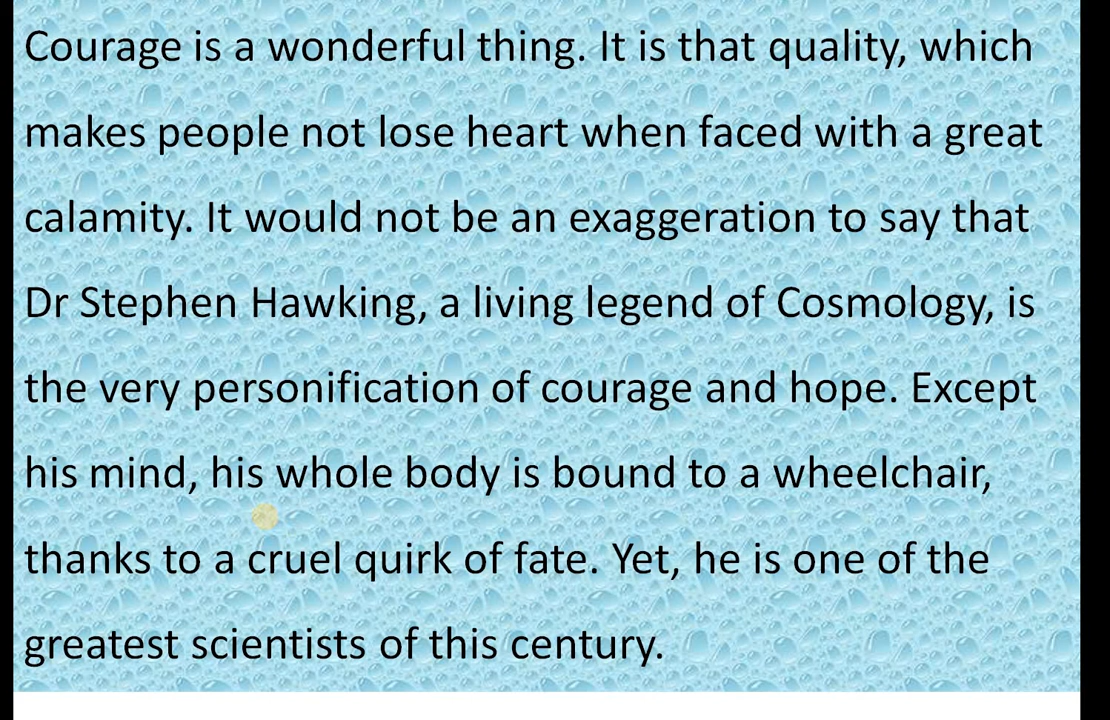 Courage is a wonderful thing. It is that quality, which
makes people not lose heart when faced with a great
calamity. It would not be an exaggeration to say that
Dr Stephen Hawking, a living legend of Cosmology, is
the very personification of courage and hope. Except
his mind, his whole body is bound to a wheelchair,
thanks to a cruel quirk of fate. Yet, he is one of the
greatest scientists of this century.